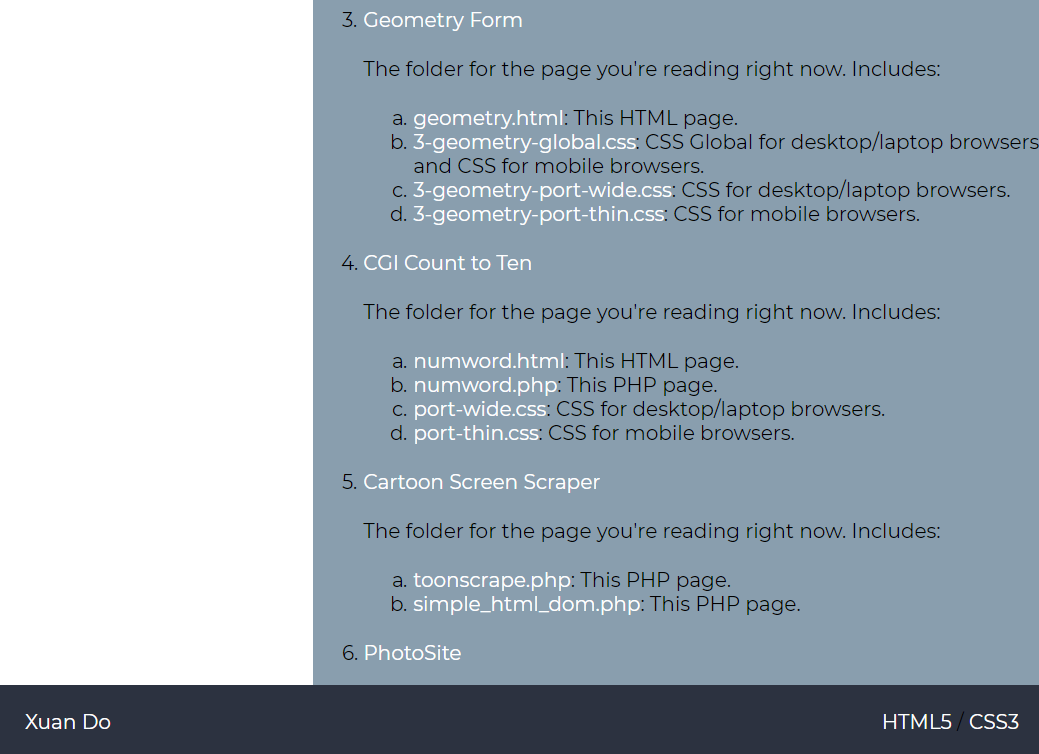 3. Geometry Form
The folder for the page you're reading right now. Includes:
a. geometry.html: This HTML page.
b. 3-geometry-global.css: CSS Global for desktop/laptop browsers
and CSS for mobile browsers.
c. 3-geometry-port-wide.css: CSS for desktop/laptop browsers.
d. 3-geometry-port-thin.css: CSS for mobile browsers.
4. CGI Count to Ten
The folder for the page you're reading right now. Includes:
a. numword.html: This HTML page.
b. numword.php: This PHP page.
c. port-wide.css: CSS for desktop/laptop browsers.
d. port-thin.css: CSS for mobile browsers.
5. Cartoon Screen Scraper
The folder for the page you're reading right now. Includes:
a. toonscrape.php: This PHP page.
b. simple_html_dom.php: This PHP page.
6. PhotoSite
Xuan Do
HTML5 / CSS3